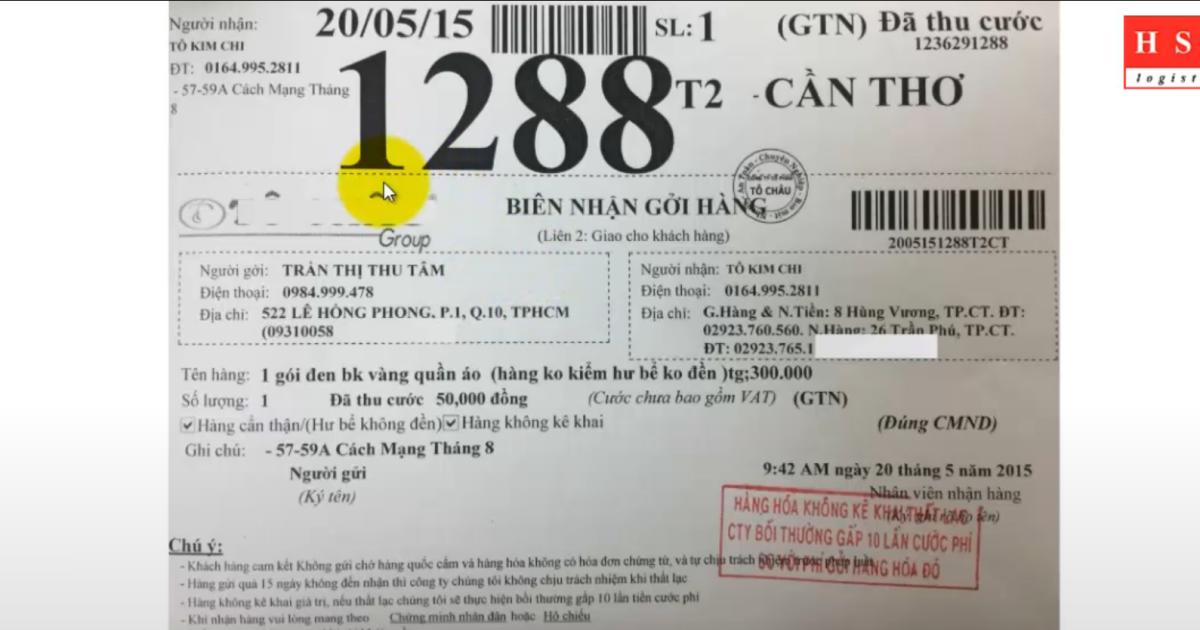 Người nhận:
TÔ KIM CHI
ĐT: 0164.995.2811
- 57-59A Cách Mạng Tháng
8
20/05/15
SL: 1
(GTN) Đã thu cước
1236291288
1288
T2 - CẦN THƠ
H S
logist
TÔ CHÂU
Group
BIÊN NHẬN GỞI HÀNG
(Liên 2: Giao cho khách hàng)
2005151288T2CT
Người gởi: TRẦN THỊ THU TÂM
Điện thoại: 0984.999.478
Địa chỉ: 522 LÊ HỒNG PHONG. P.1, Q.10, TPHCM
(09310058
Người nhận: TÔ KIM CHI
Điện thoại: 0164.995.2811
Địa chỉ: G.Hàng & N.Tiền: 8 Hùng Vương, TP.CT. ĐT:
02923.760.560. N.Hàng: 26 Trần Phú, TP.CT.
ĐT: 02923.765.1
Tên hàng: 1 gói đen bk vàng quần áo (hàng ko kiểm hư bể ko đền )tg;300.000
Số lượng: 1 Đã thu cước 50,000 đồng (Cước chưa bao gồm VAT) (GTN)
Hàng cẩn thận/(Hư bể không đền) Hàng không kê khai (Đúng CMND)
Ghi chú: - 57-59A Cách Mạng Tháng 8
Người gửi
(Ký tên)
9:42 AM ngày 20 tháng 5 năm 2015
Nhân viên nhận hàng
HÀNG HÓA KHÔNG KÊ KHAI THẤT LẠC
CTY BỒI THƯỜNG GẤP 10 LẦN CƯỚC PHÍ
ĐỐI VỚI PHÍ GỬI HÀNG HÓA ĐÓ
Chú ý:
- Khách hàng cam kết Không gửi chở hàng quốc cấm và hàng hóa không có hóa đơn chứng từ, và tự chịu trách
- Hàng gửi quá 15 ngày không đến nhận thì công ty chúng tôi không chịu trách nhiệm khi thất lạc
- Hàng không kê khai giá trị, nếu thất lạc chúng tôi sẽ thực hiện bồi thường gấp 10 lần tiền cước phí
- Khi nhận hàng vui lòng mang theo Chứng minh nhân dân hoặc Hộ chiếu